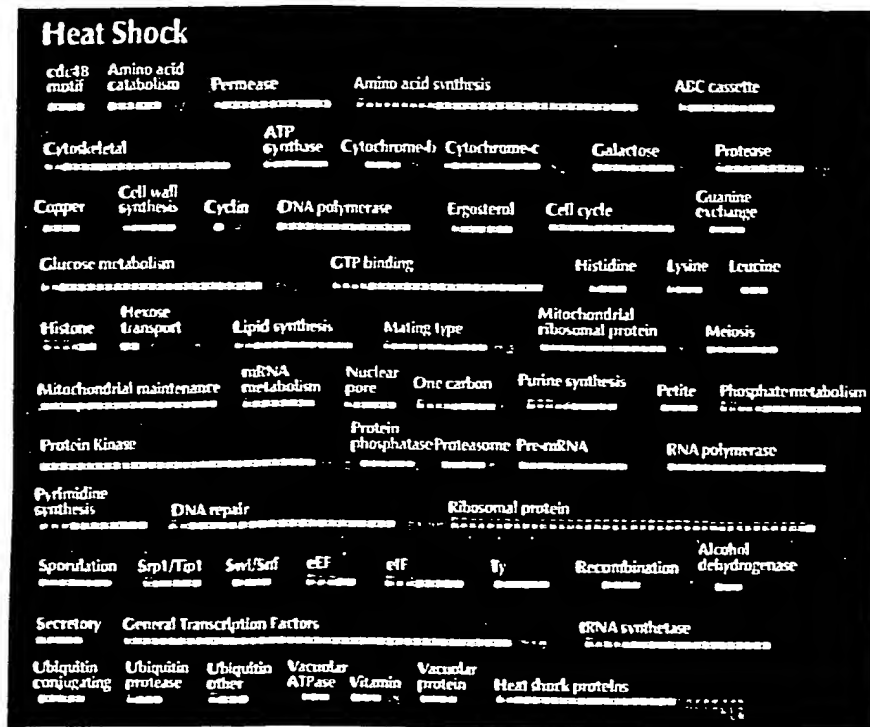 Heat Shock
cdc48 motif Amino acid catabolism Permease Amino acid synthesis ABC cassette
Cytoskeletal ATP synthase Cytochrome-b Cytochrome-c Galactose Protease
Copper Cell wall synthesis Cyclin DNA polymerase Ergosterol Cell cycle Guanine exchange
Glucose metabolism GTP binding Histidine Lysine Leucine
Histone Hexose transport Lipid synthesis Mating type Mitochondrial ribosomal protein Meiosis
Mitochondrial maintenance mRNA metabolism Nuclear pore One carbon Purine synthesis Petite Phosphate metabolism
Protein Kinase Protein phosphatase Proteasome Pre-mRNA RNA polymerase
Pyrimidine synthesis DNA repair Ribosomal protein
Sporulation Srp1/Tip1 Swi/Snf eEF eIF Ty Recombination Alcohol dehydrogenase
Secretory General Transcription Factors tRNA synthetase
Ubiquitin conjugating Ubiquitin protease Ubiquitin other Vacuolar ATPase Vitamin Vacuolar protein Heat shock proteins